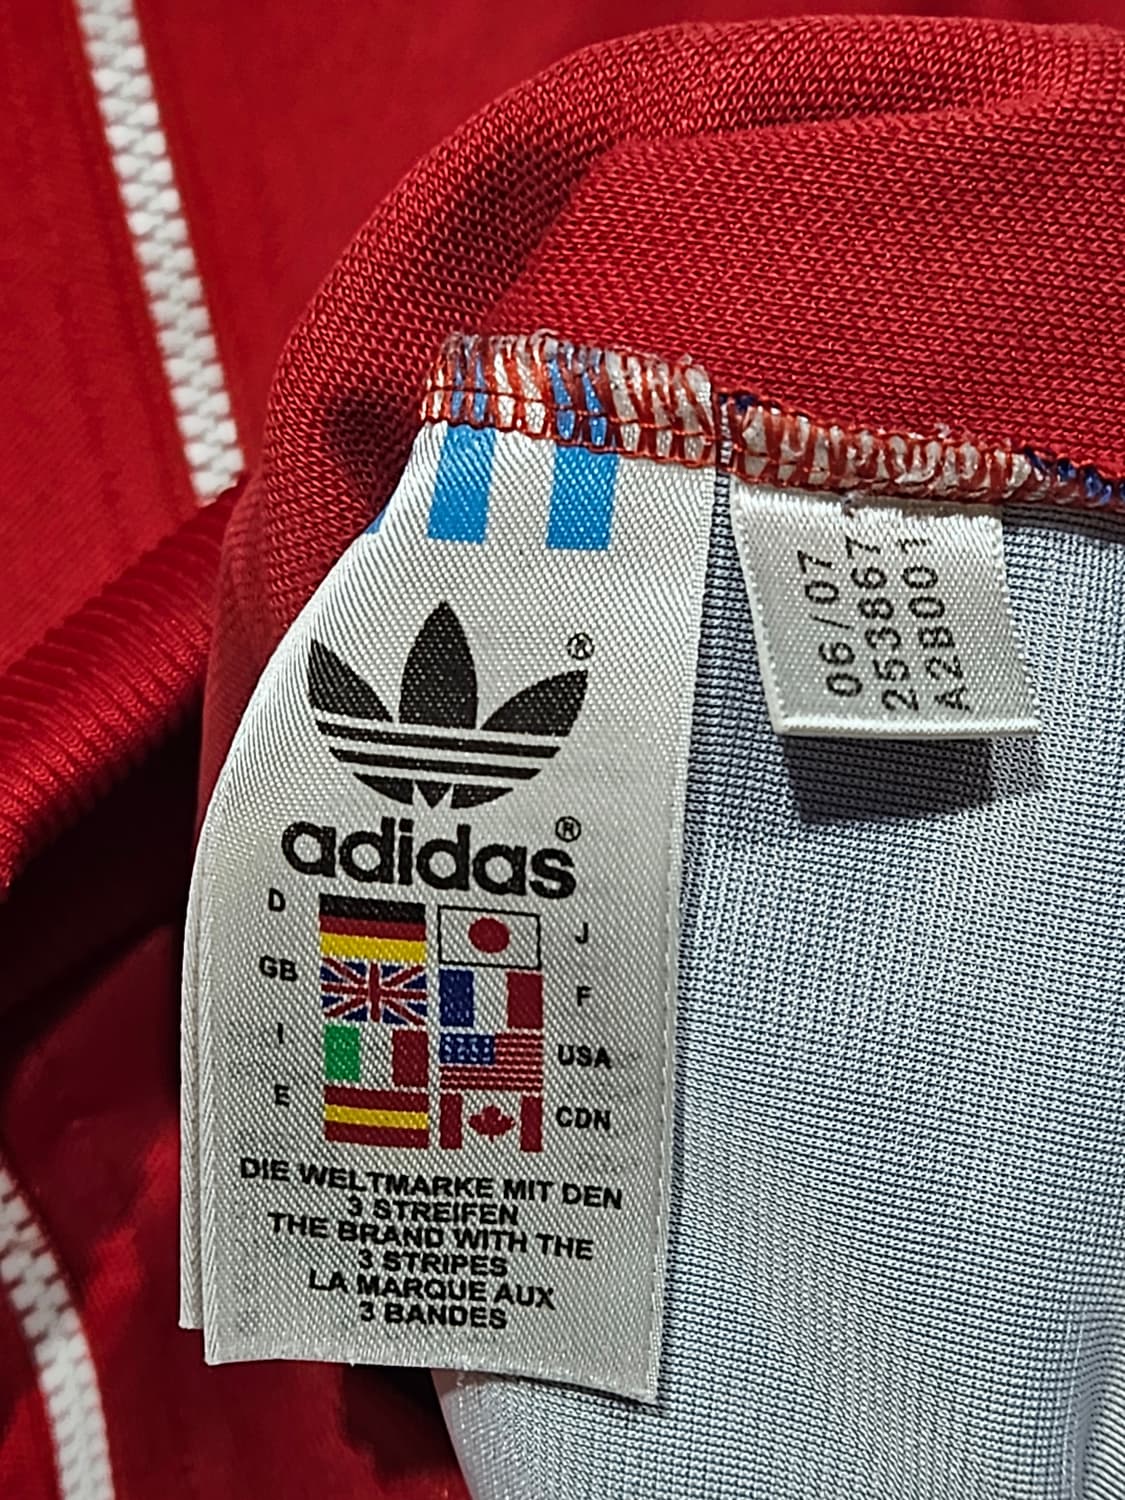 ®
adidas®
D
J
GB
F
I
USA
E
CDN
DIE WELTMARKE MIT DEN
3 STREIFEN
THE BRAND WITH THE
3 STRIPES
LA MARQUE AUX
3 BANDES
06/07
253867
A2B001